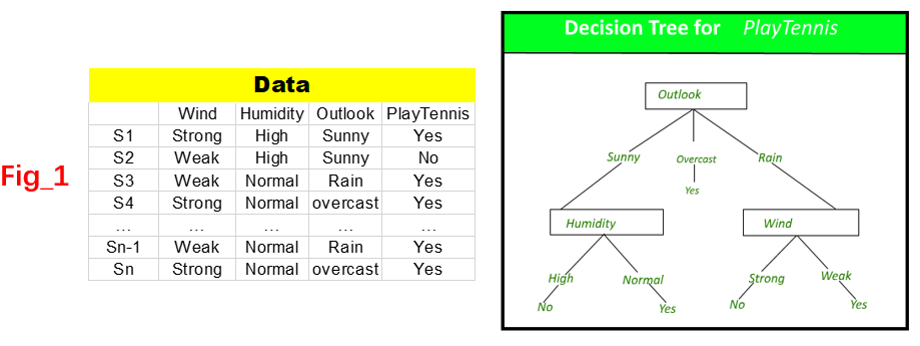 Fig_1
Data
Wind Humidity Outlook PlayTennis
S1 Strong High Sunny Yes
S2 Weak High Sunny No
S3 Weak Normal Rain Yes
S4 Strong Normal overcast Yes
... ... ... ... ...
Sn-1 Weak Normal Rain Yes
Sn Strong Normal overcast Yes
Decision Tree for PlayTennis
Outlook
Sunny Overcast Rain
Yes
Humidity Wind
High Normal Strong Weak
No Yes No Yes